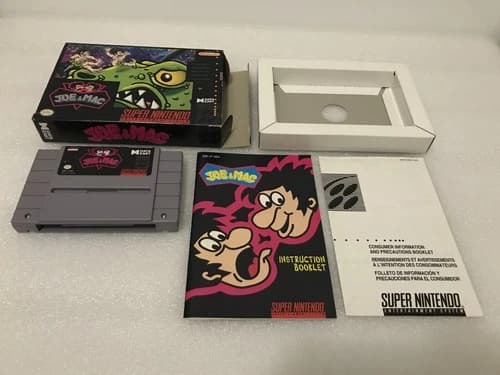 JOE & MAC
SUPER NINTENDO
JOE & MAC
JOE & MAC
JOE & MAC
INSTRUCTION
BOOKLET
SUPER NINTENDO
CONSUMER INFORMATION
AND PRECAUTIONS BOOKLET
RENSEIGNEMENTS ET AVERTISSEMENTS
À L'INTENTION DES CONSOMMATEURS
FOLLETO DE INFORMACIÓN Y
PRECAUCIONES PARA EL CONSUMIDOR
SUPER NINTENDO
ENTERTAINMENT SYSTEM